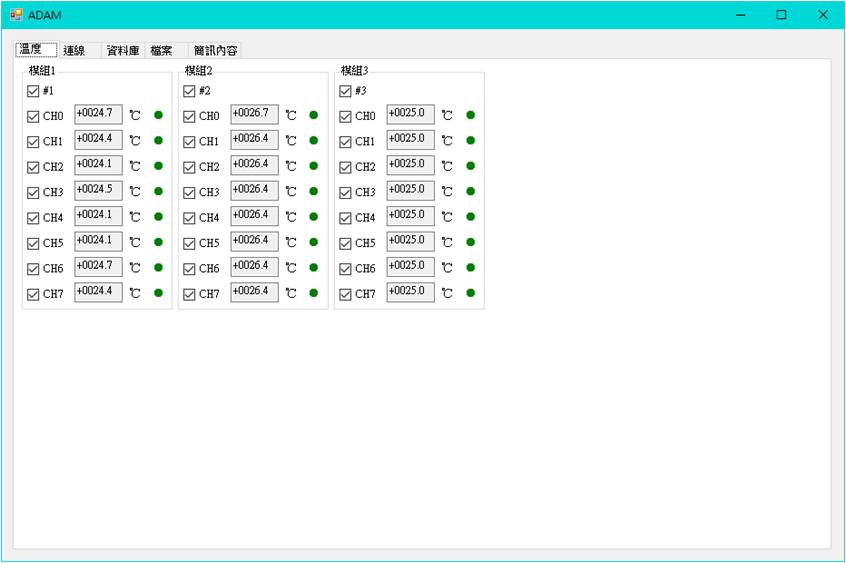 ADAM
溫度 連線 資料庫 檔案 簡訊內容
模組1 模組2 模組3
#1 #2 #3
CH0 +0024.7 ℃ CH0 +0026.7 ℃ CH0 +0025.0 ℃
CH1 +0024.4 ℃ CH1 +0026.4 ℃ CH1 +0025.0 ℃
CH2 +0024.1 ℃ CH2 +0026.4 ℃ CH2 +0025.0 ℃
CH3 +0024.5 ℃ CH3 +0026.4 ℃ CH3 +0025.0 ℃
CH4 +0024.1 ℃ CH4 +0026.4 ℃ CH4 +0025.0 ℃
CH5 +0024.1 ℃ CH5 +0026.4 ℃ CH5 +0025.0 ℃
CH6 +0024.7 ℃ CH6 +0026.4 ℃ CH6 +0025.0 ℃
CH7 +0024.4 ℃ CH7 +0026.4 ℃ CH7 +0025.0 ℃